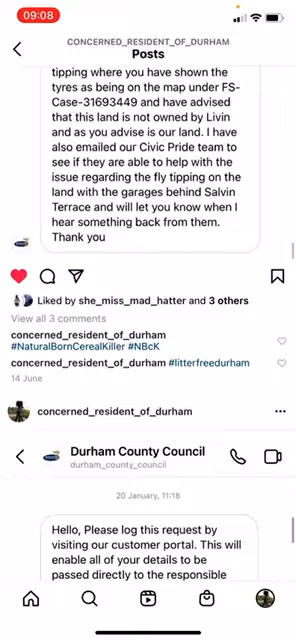 09:08
CONCERNED_RESIDENT_OF_DURHAM
Posts
tipping where you have shown the
tyres as being on the map under FS-
Case-31693449 and have advised
that this land is not owned by Livin
and as you advise is our land. I have
also emailed our Civic Pride team to
see if they are able to help with the
issue regarding the fly tipping on the
land with the garages behind Salvin
Terrace and will let you know when I
hear something back from them.
Thank you
Liked by she_miss_mad_hatter and 3 others
View all 3 comments
concerned_resident_of_durham
#NaturalBornCerealKiller #NBcK
concerned_resident_of_durham #litterfreedurham
14 June
concerned_resident_of_durham
Durham County Council
durham_county_council
20 January, 11:18
Hello, Please log this request by
visiting our customer portal. This will
enable all of your details to be
passed directly to the responsible